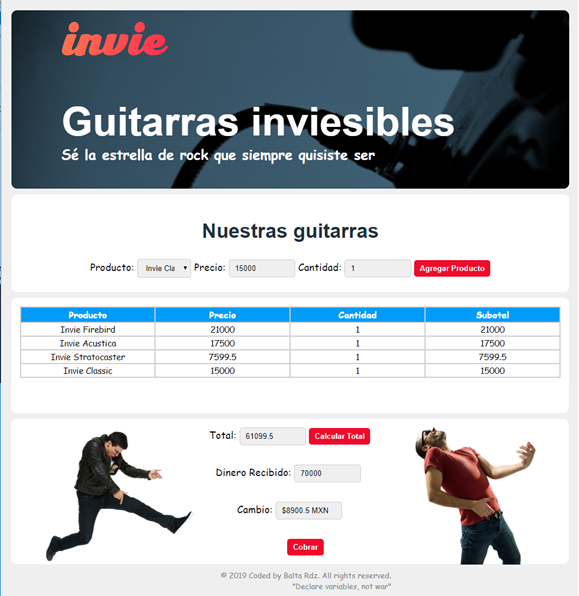 invie
Guitarras inviesibles
Sé la estrella de rock que siempre quisiste ser
Nuestras guitarras
Producto: Invie Cla Precio: 15000 Cantidad: 1 Agregar Producto
Producto Precio Cantidad Subotal
Invie Firebird 21000 1 21000
Invie Acustica 17500 1 17500
Invie Stratocaster 7599.5 1 7599.5
Invie Classic 15000 1 15000
Total: 61099.5 Calcular Total
Dinero Recibido: 70000
Cambio: $8900.5 MXN
Cobrar
© 2019 Coded by Balta Rdz. All rights reserved.
"Declare variables, not war"